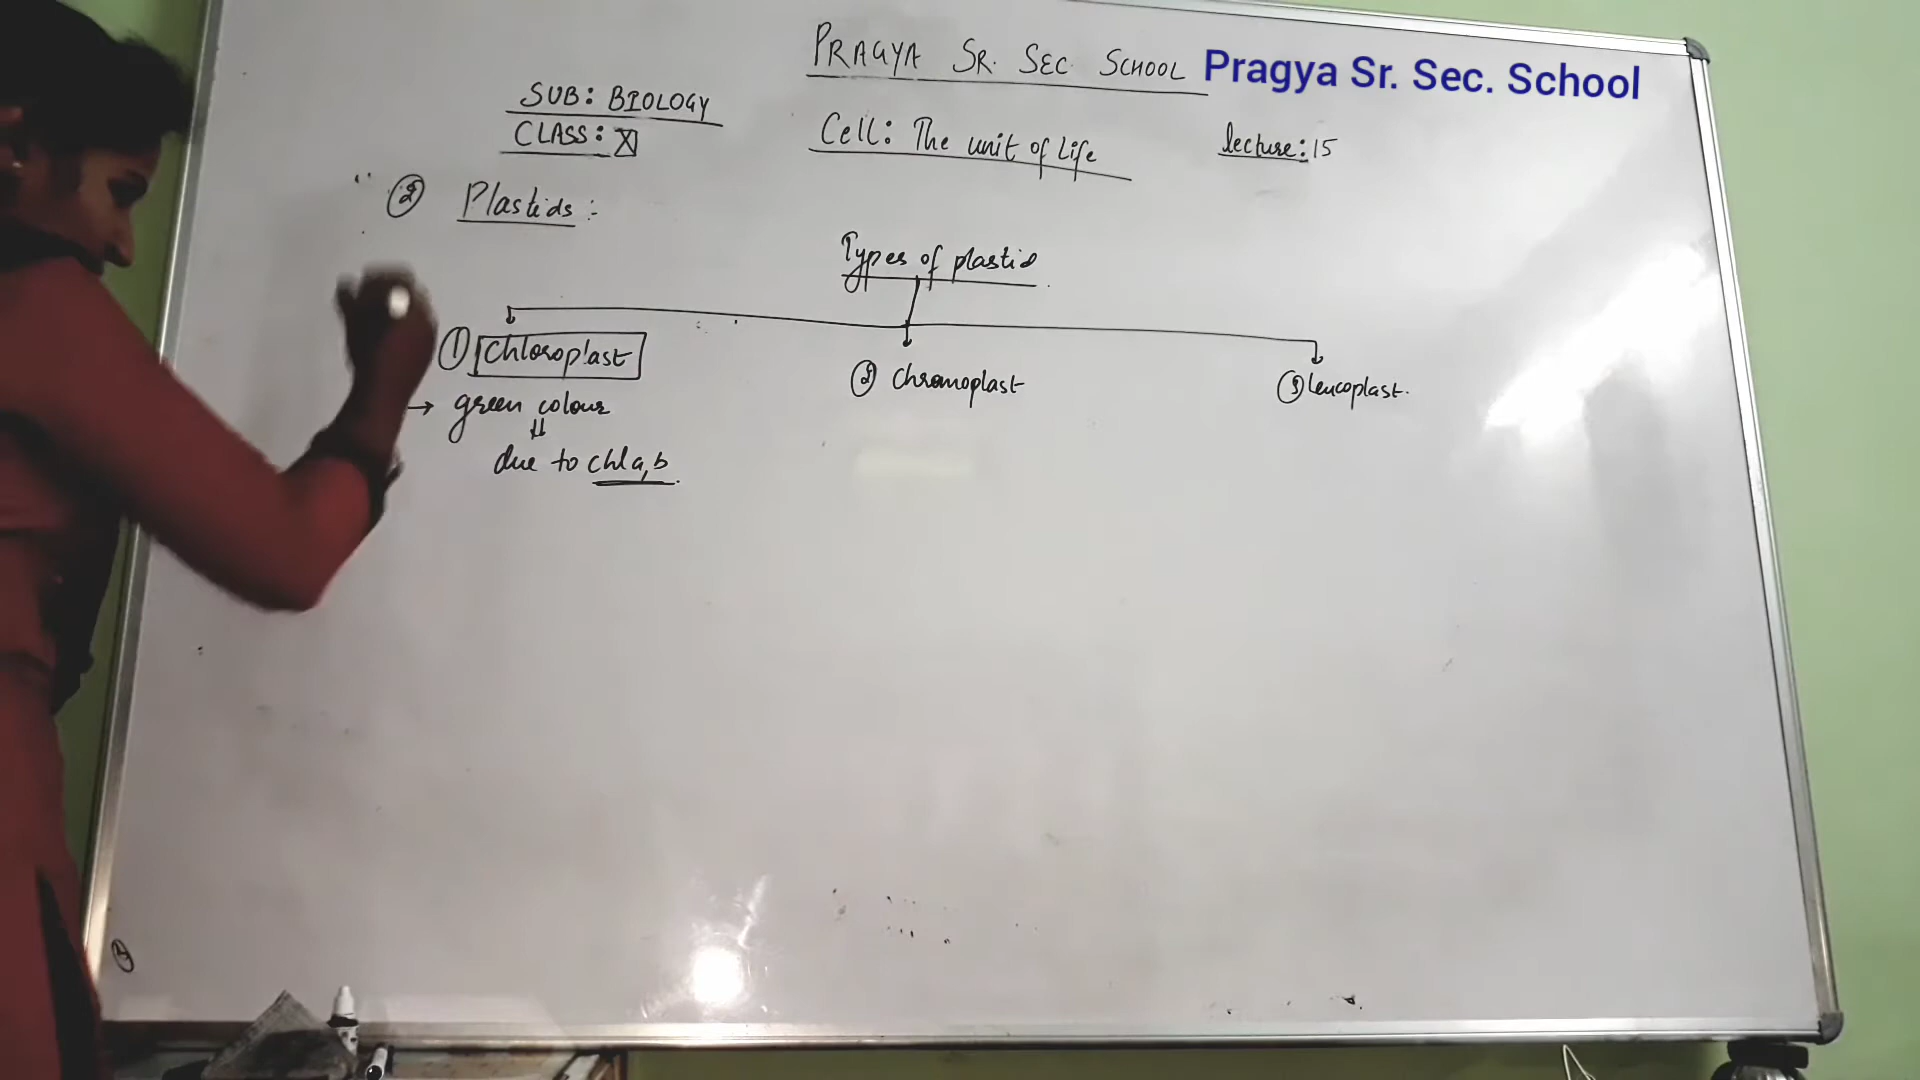 PRAGYA SR. SEC. SCHOOL
Pragya Sr. Sec. School
SUB: BIOLOGY
CLASS: XI
Cell: The unit of Life
lecture: 15
② Plastids :-
Types of plastid
① Chloroplast
② Chromoplast
③ leucoplast.
→ green colour
due to chl a, b.